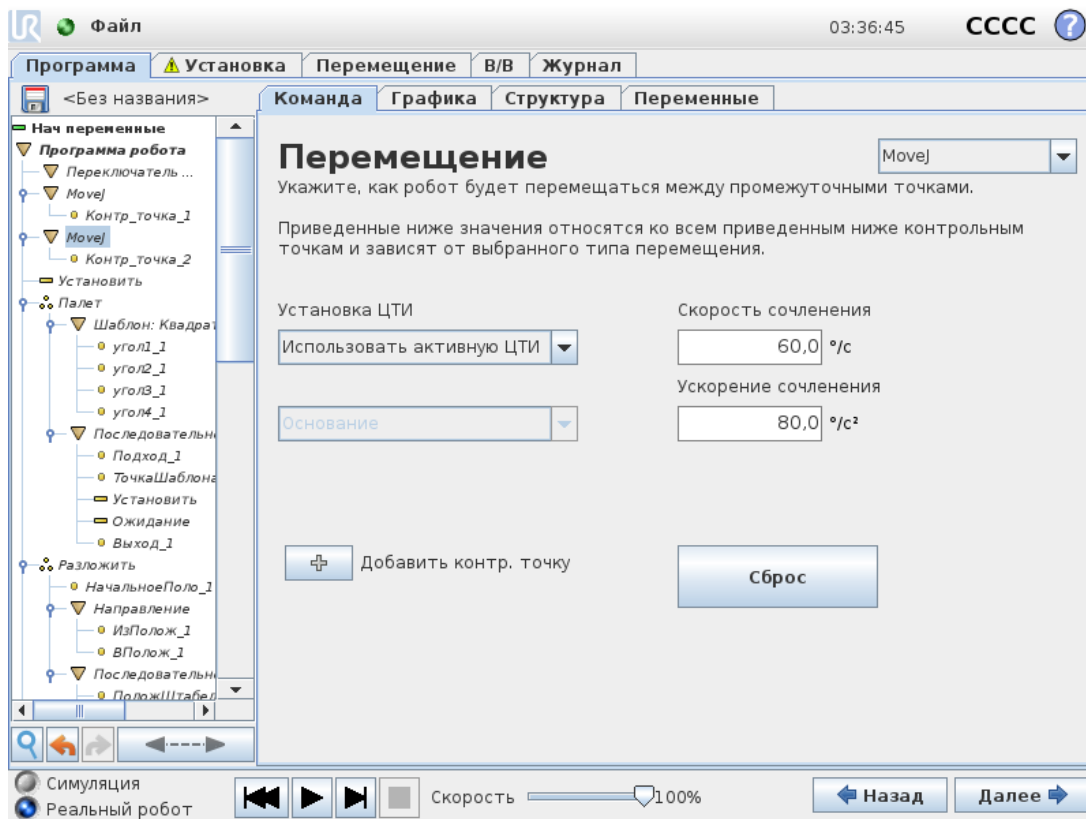 UR Файл 03:36:45 CCCC ?
Программа Установка Перемещение В/В Журнал
<Без названия> Команда Графика Структура Переменные
Нач переменные
Программа робота
Переключатель ...
MoveJ
Контр_точка_1
MoveJ
Контр_точка_2
Установить
Палет
Шаблон: Квадрат
угол1_1
угол2_1
угол3_1
угол4_1
Последовательн
Подход_1
ТочкаШаблона
Установить
Ожидание
Выход_1
Разложить
НачальноеПоло_1
Направление
ИзПолож_1
ВПолож_1
Последовательн
ПоложШтабел
Перемещение MoveJ
Укажите, как робот будет перемещаться между промежуточными точками.
Приведенные ниже значения относятся ко всем приведенным ниже контрольным
точкам и зависят от выбранного типа перемещения.
Установка ЦТИ Скорость сочленения
Использовать активную ЦТИ 60,0 °/с
Ускорение сочленения
Основание 80,0 °/с²
Добавить контр. точку Сброс
Симуляция
Реальный робот
Скорость 100% Назад Далее